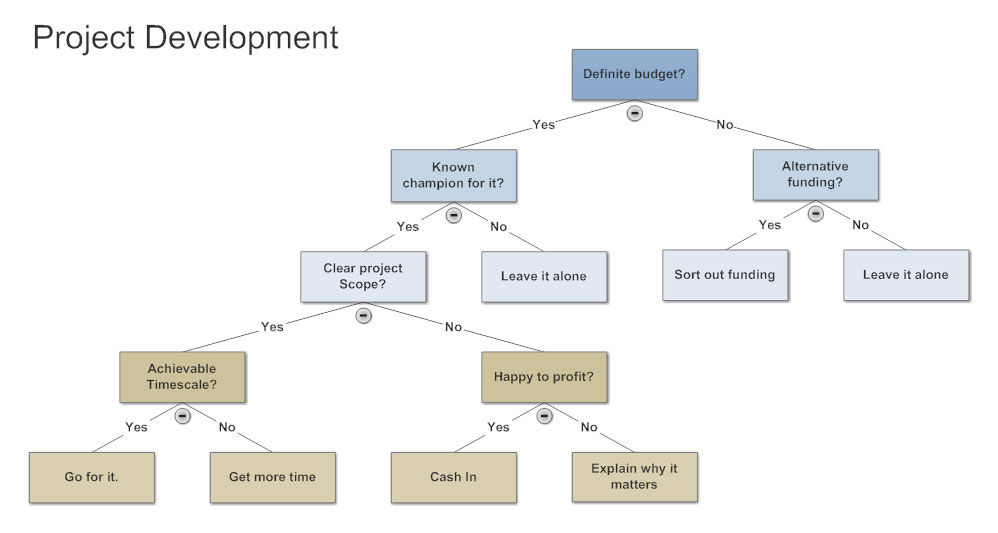 Project Development
Definite budget?
Yes
No
Known
champion for it?
Alternative
funding?
Yes
No
Yes
No
Clear project
Scope?
Leave it alone
Sort out funding
Leave it alone
Yes
No
Achievable
Timescale?
Happy to profit?
Yes
No
Yes
No
Go for it.
Get more time
Cash In
Explain why it
matters